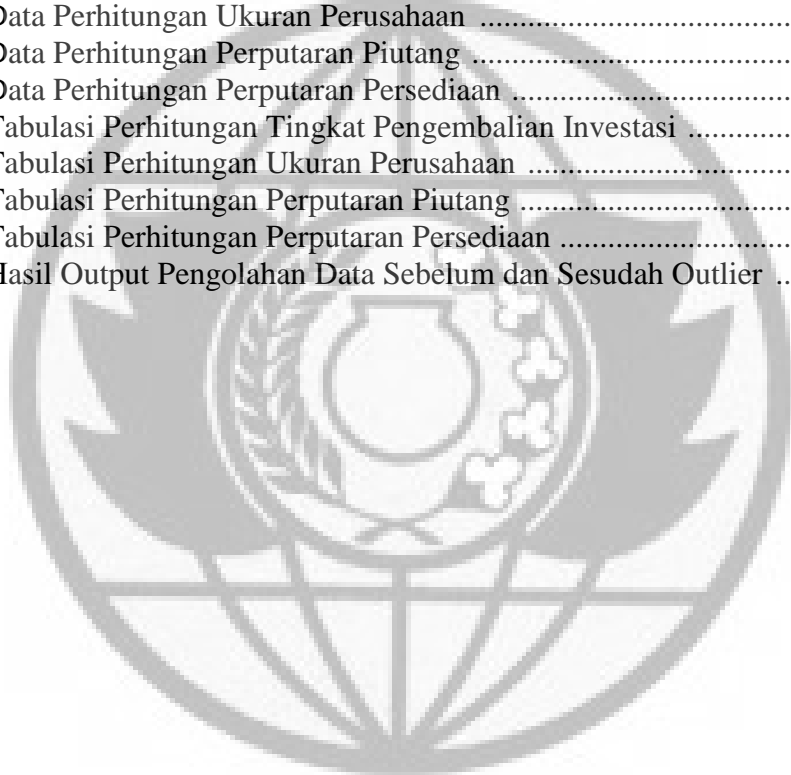 Data Perhitungan Ukuran Perusahaan ......................................
Data Perhitungan Perputaran Piutang .......................................
Data Perhitungan Perputaran Persediaan ..................................
Tabulasi Perhitungan Tingkat Pengembalian Investasi .............
Tabulasi Perhitungan Ukuran Perusahaan ................................
Tabulasi Perhitungan Perputaran Piutang .................................
Tabulasi Perhitungan Perputaran Persediaan ............................
Hasil Output Pengolahan Data Sebelum dan Sesudah Outlier ..